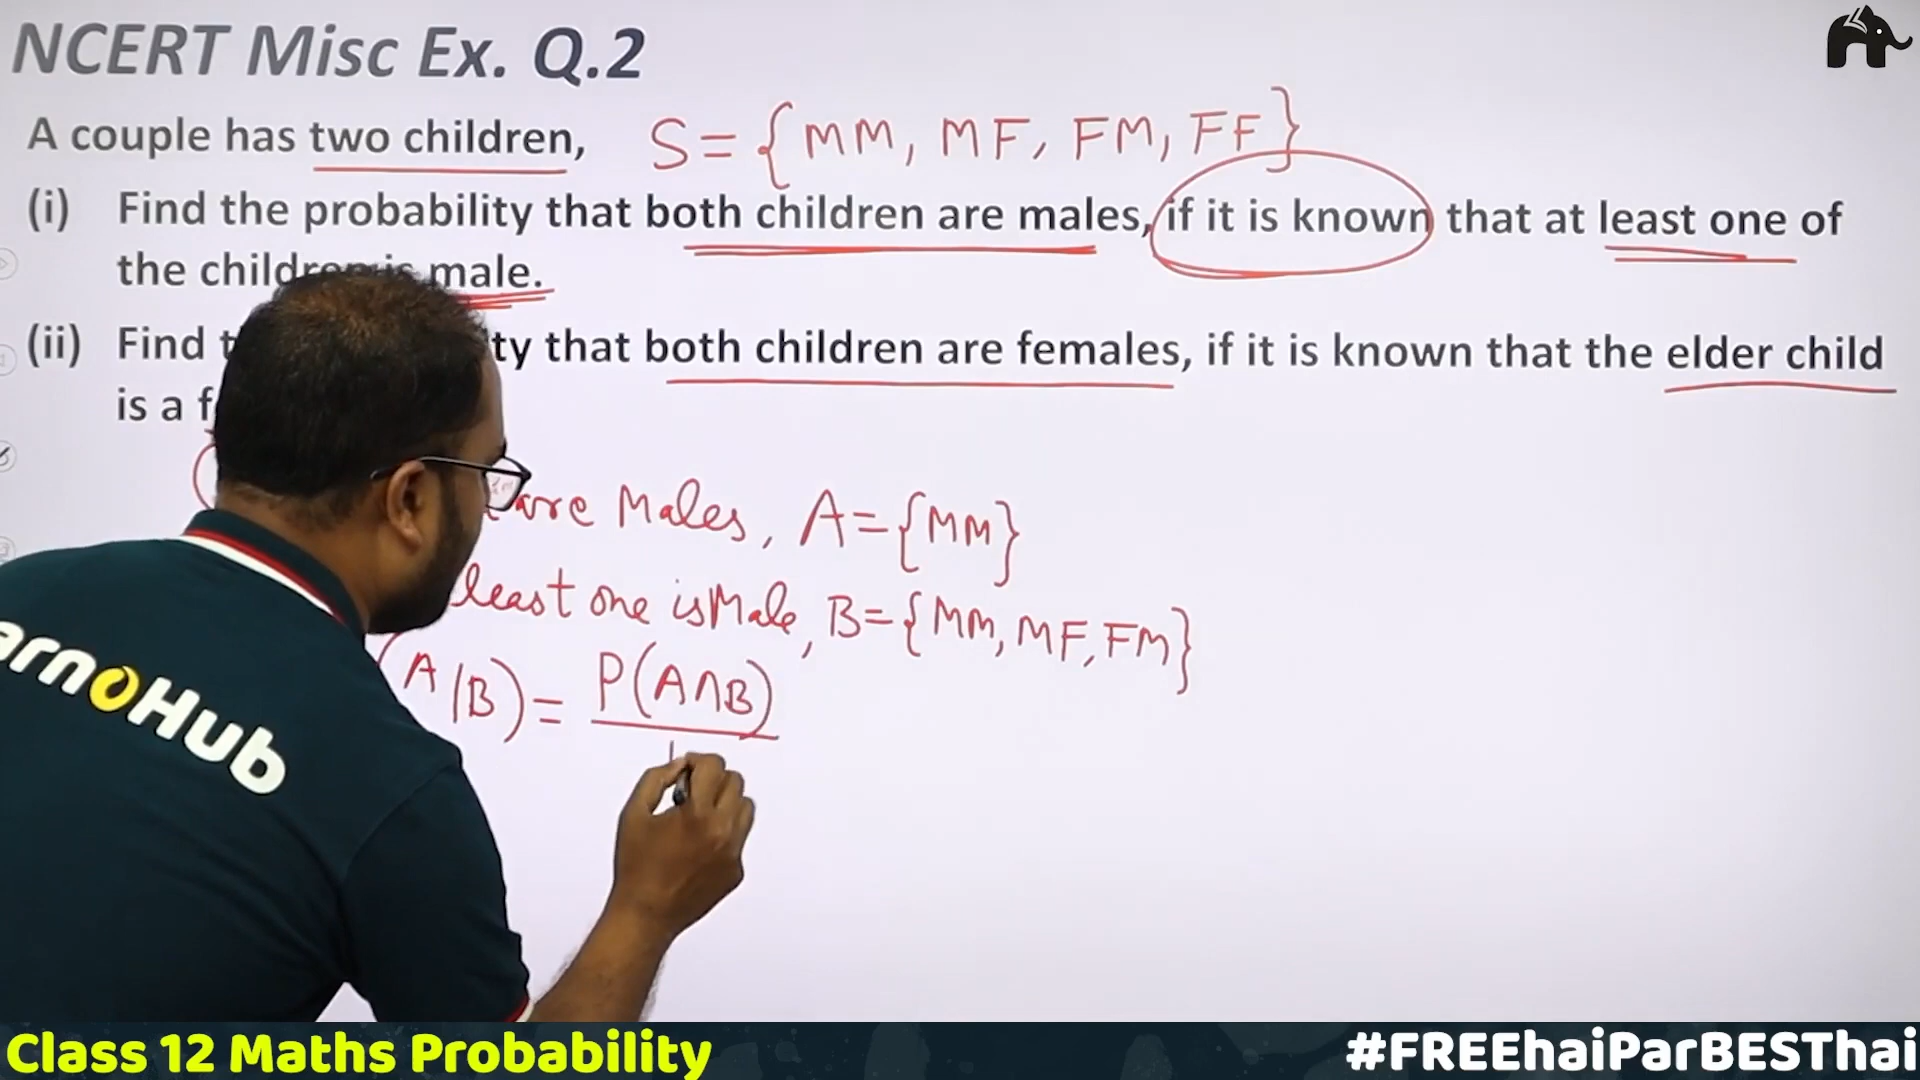 NCERT Misc Ex. Q.2
A couple has two children, S = {MM, MF, FM, FF}
(i) Find the probability that both children are males, if it is known that at least one of
the children is male.
(ii) Find ty that both children are females, if it is known that the elder child
is a f
are Males, A = {MM}
least one is Male, B = {MM, MF, FM}
(A|B) = P(A∩B)
arnoHub
Class 12 Maths Probability #FREEhaiParBESThai